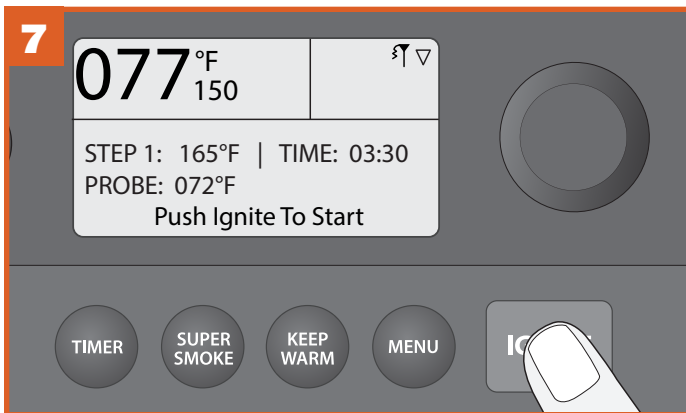 7
077 °F
150
STEP 1: 165°F | TIME: 03:30
PROBE: 072°F
Push Ignite To Start
TIMER
SUPER
SMOKE
KEEP
WARM
MENU